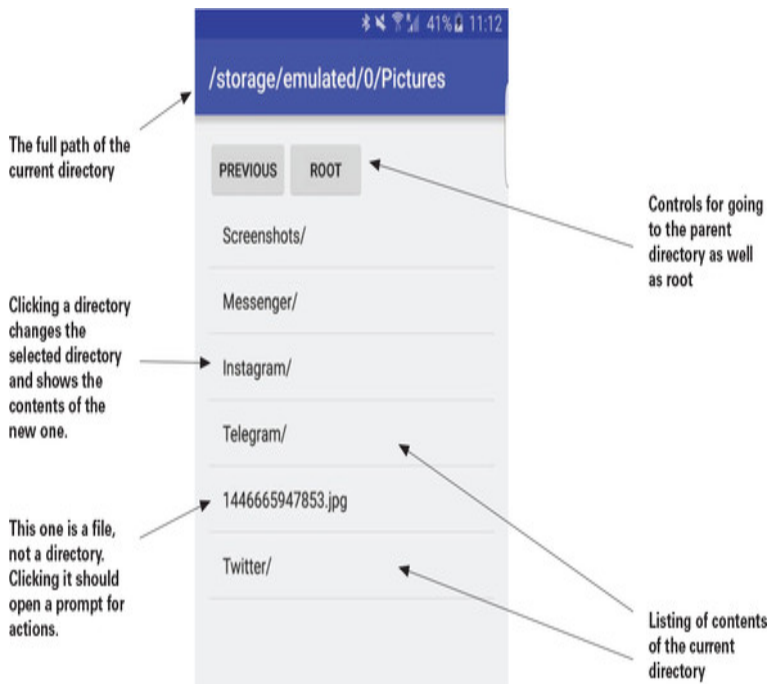 41% 11:12
/storage/emulated/0/Pictures
The full path of the
current directory
PREVIOUS ROOT
Controls for going
to the parent
directory as well
as root
Screenshots/
Messenger/
Clicking a directory
changes the
selected directory
and shows the
contents of the
new one.
Instagram/
Telegram/
1446665947853.jpg
This one is a file,
not a directory.
Clicking it should
open a prompt for
actions.
Twitter/
Listing of contents
of the current
directory